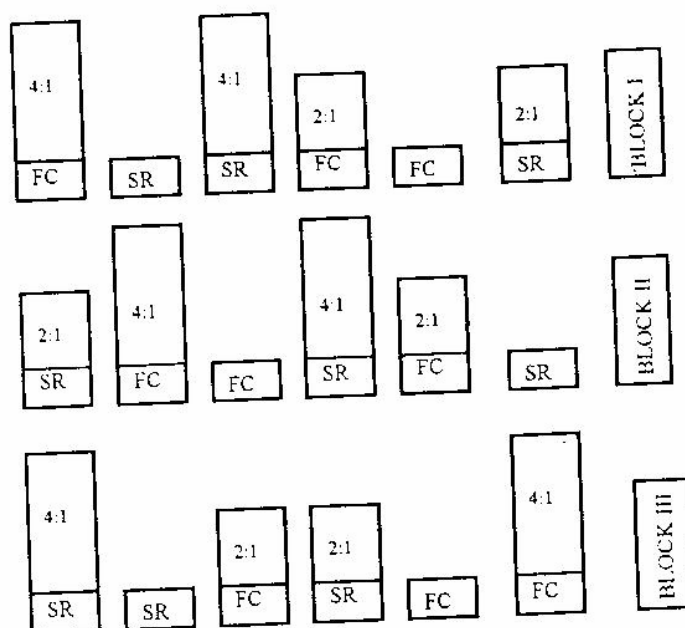 4:1 4:1 2:1 2:1 BLOCK I
FC SR SR FC FC SR
2:1 4:1 4:1 2:1 BLOCK II
SR FC FC SR FC SR
4:1 2:1 2:1 4:1 BLOCK III
SR SR FC SR FC FC